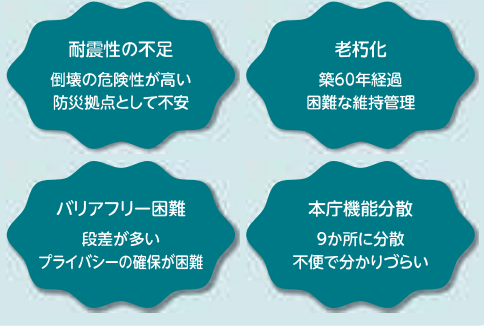 耐震性の不足
倒壊の危険性が高い
防災拠点として不安
老朽化
築60年経過
困難な維持管理
バリアフリー困難
段差が多い
プライバシーの確保が困難
本庁機能分散
9か所に分散
不便で分かりづらい